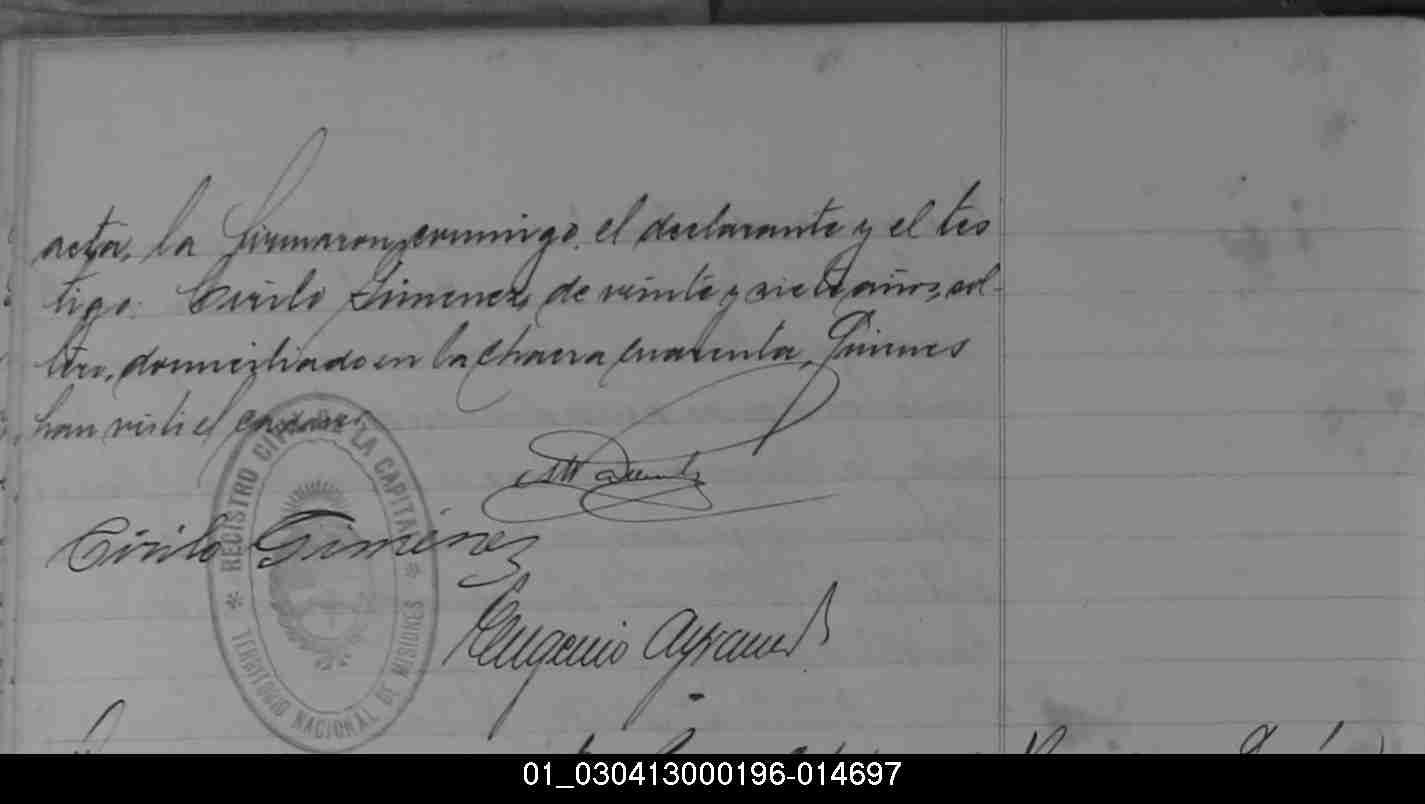 acta, la firmaron conmigo el declarante y el tes
tigo: Cirilo Gimenez, de veinte y siete años, sol-
tero, domiciliado en la chacra cuarenta, Quienes
han visto el cadaver.
Cirilo Gimenez
Eugenio Ayrault
REGISTRO CIVIL DE LA CAPITAL
TERRITORIO NACIONAL DE MISIONES
01_030413000196-014697